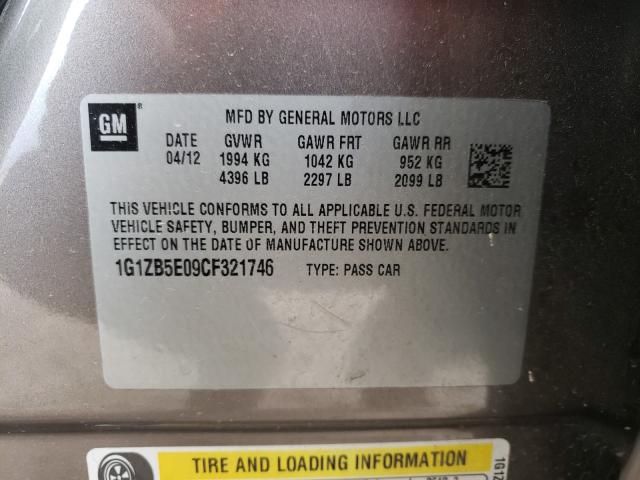 GM
®
MFD BY GENERAL MOTORS LLC
DATE GVWR GAWR FRT GAWR RR
04/12 1994 KG 1042 KG 952 KG
4396 LB 2297 LB 2099 LB
THIS VEHICLE CONFORMS TO ALL APPLICABLE U.S. FEDERAL MOTOR
VEHICLE SAFETY, BUMPER, AND THEFT PREVENTION STANDARDS IN
EFFECT ON THE DATE OF MANUFACTURE SHOWN ABOVE.
1G1ZB5E09CF321746 TYPE: PASS CAR
TIRE AND LOADING INFORMATION
1G1Z